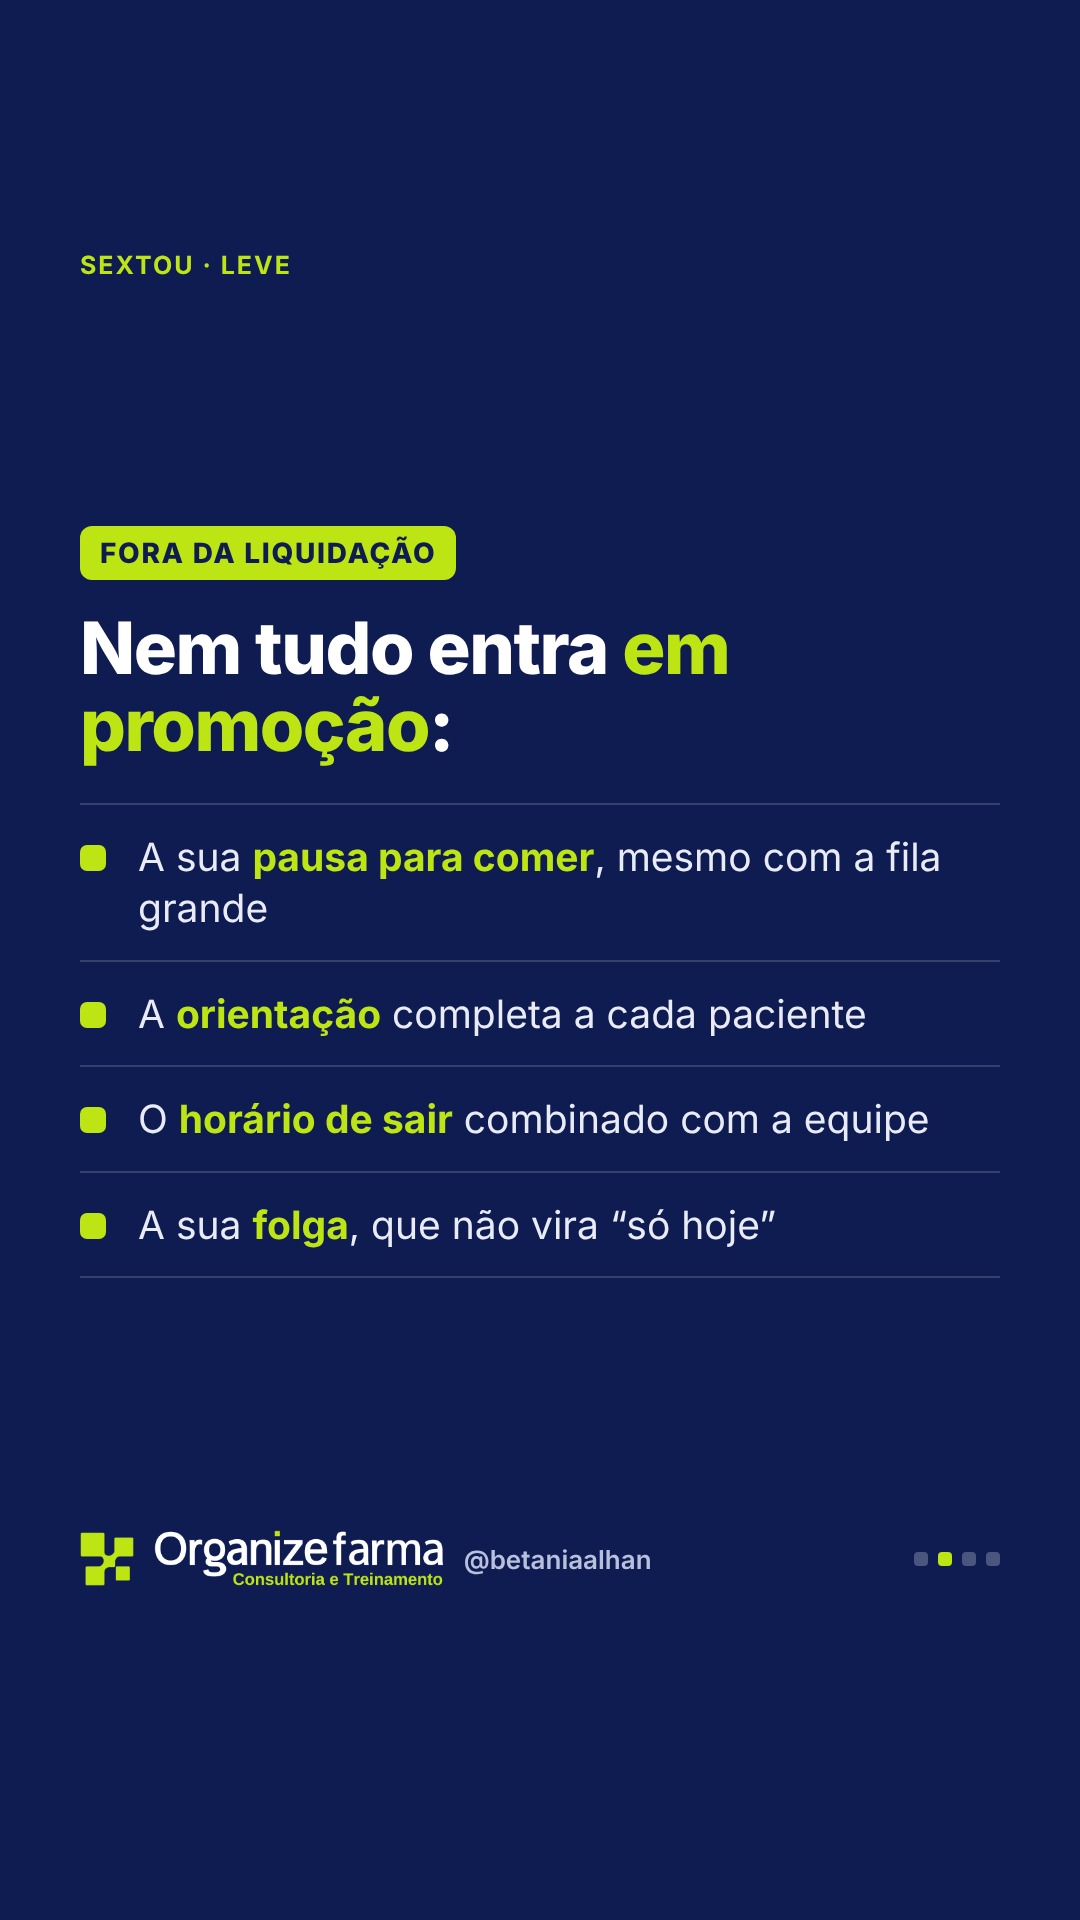 SEXTOU · LEVE
FORA DA LIQUIDAÇÃO
Nem tudo entra em
promoção:
A sua pausa para comer, mesmo com a fila
grande
A orientação completa a cada paciente
O horário de sair combinado com a equipe
A sua folga, que não vira “só hoje”
Organizefarma
Consultoria e Treinamento
@betaniaalhan